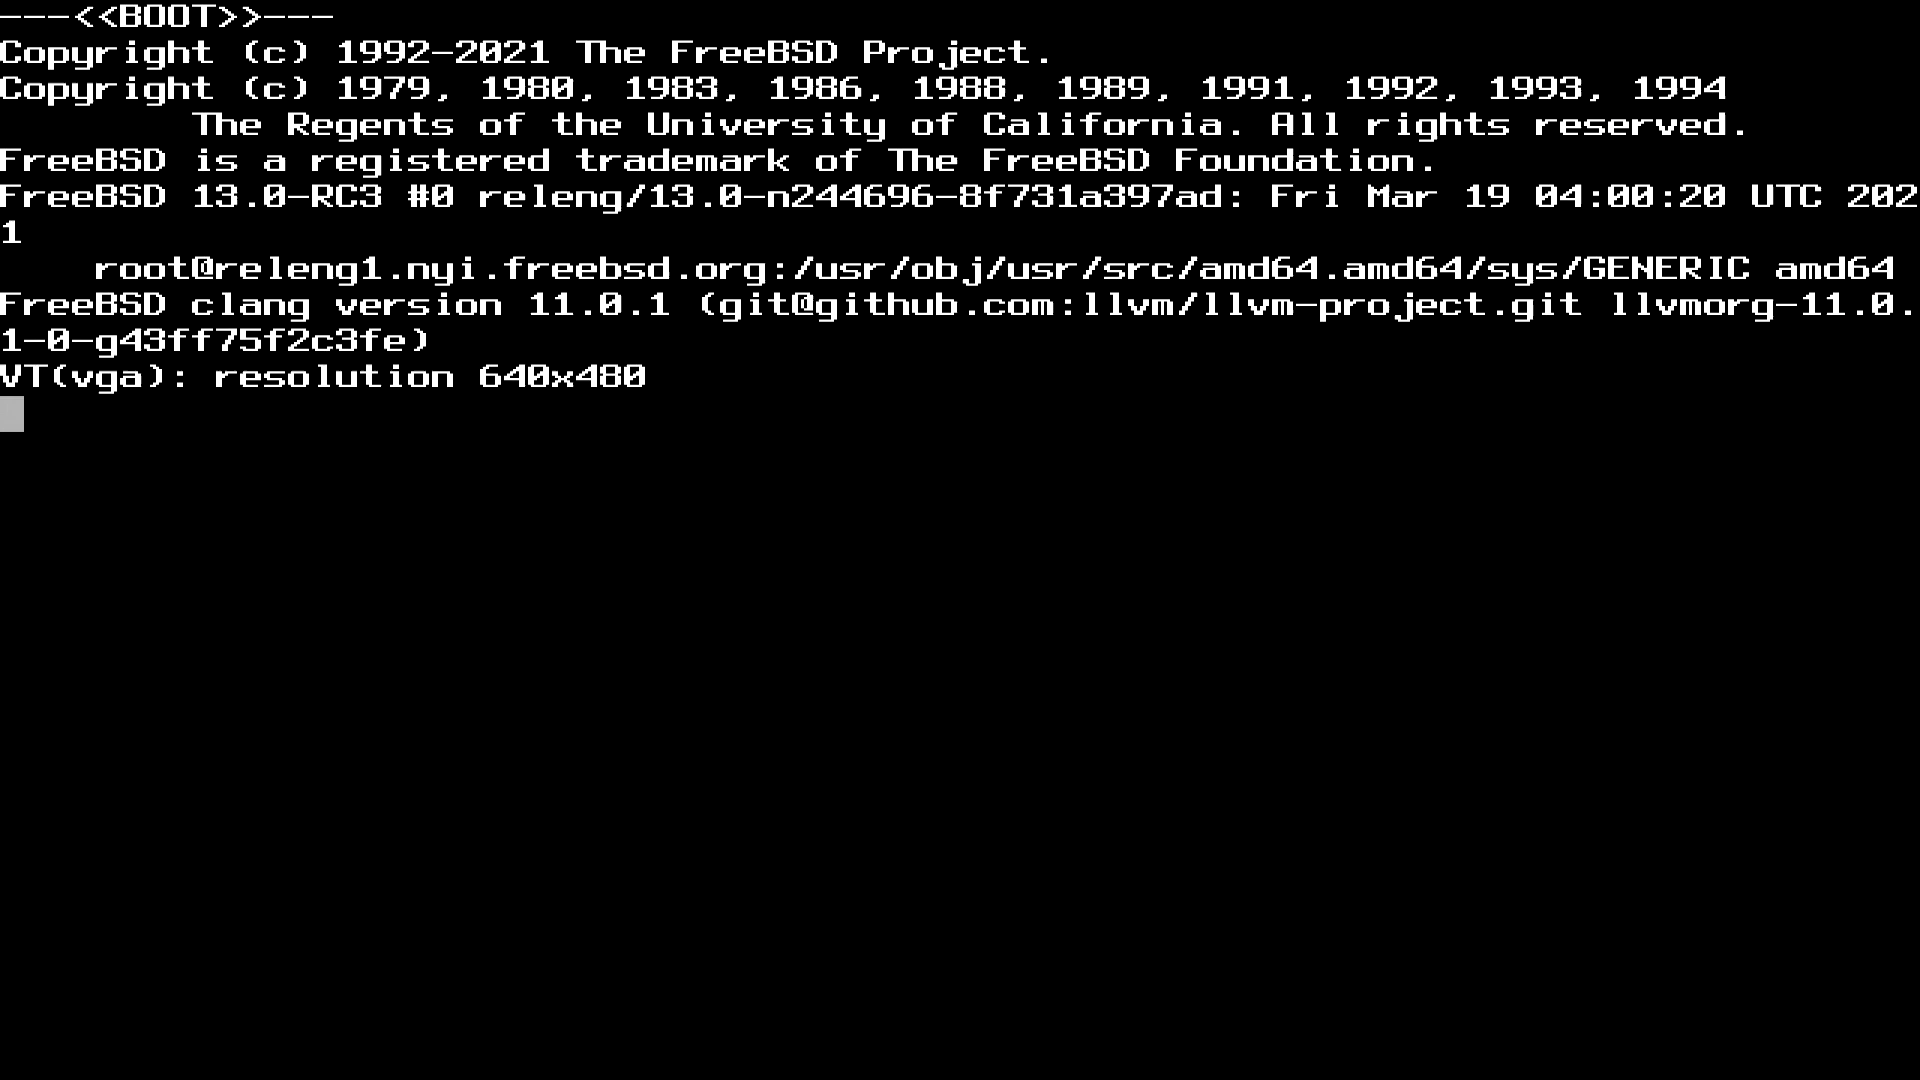 ---<<BOOT>>---
Copyright (c) 1992-2021 The FreeBSD Project.
Copyright (c) 1979, 1980, 1983, 1986, 1988, 1989, 1991, 1992, 1993, 1994
        The Regents of the University of California. All rights reserved.
FreeBSD is a registered trademark of The FreeBSD Foundation.
FreeBSD 13.0-RC3 #0 releng/13.0-n244696-8f731a397ad: Fri Mar 19 04:00:20 UTC 202
1
    root@releng1.nyi.freebsd.org:/usr/obj/usr/src/amd64.amd64/sys/GENERIC amd64
FreeBSD clang version 11.0.1 (git@github.com:llvm/llvm-project.git llvmorg-11.0.
1-0-g43ff75f2c3fe)
VT(vga): resolution 640x480